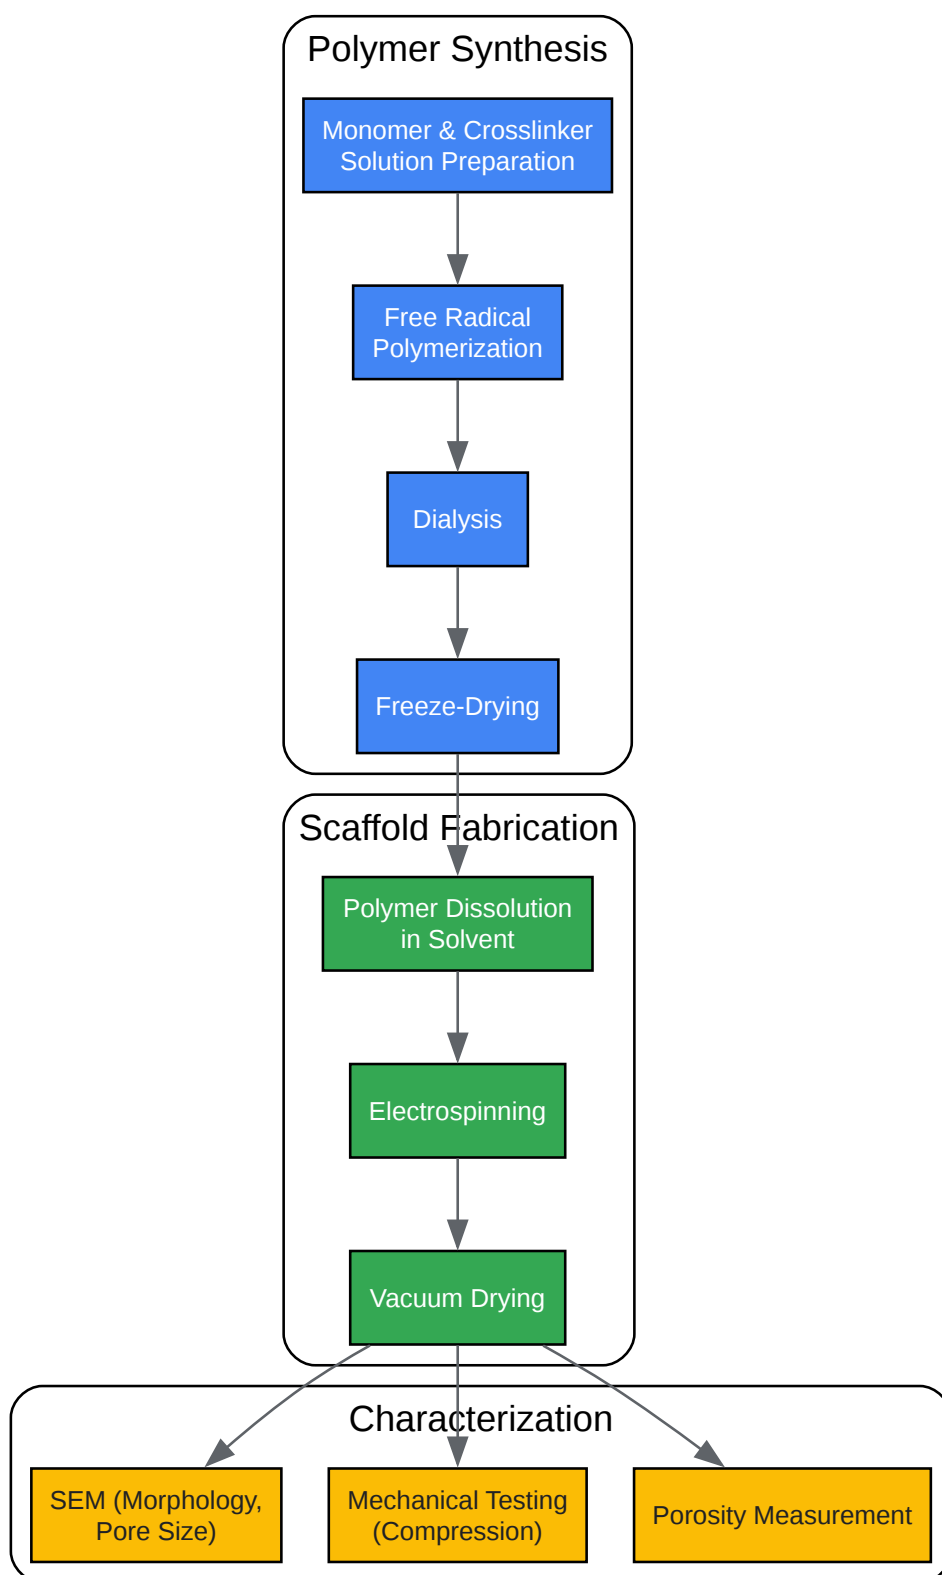 Polymer Synthesis
Monomer & Crosslinker
Solution Preparation
Free Radical
Polymerization
Dialysis
Freeze-Drying
Scaffold Fabrication
Polymer Dissolution
in Solvent
Electrospinning
Vacuum Drying
Characterization
SEM (Morphology,
Pore Size)
Mechanical Testing
(Compression)
Porosity Measurement